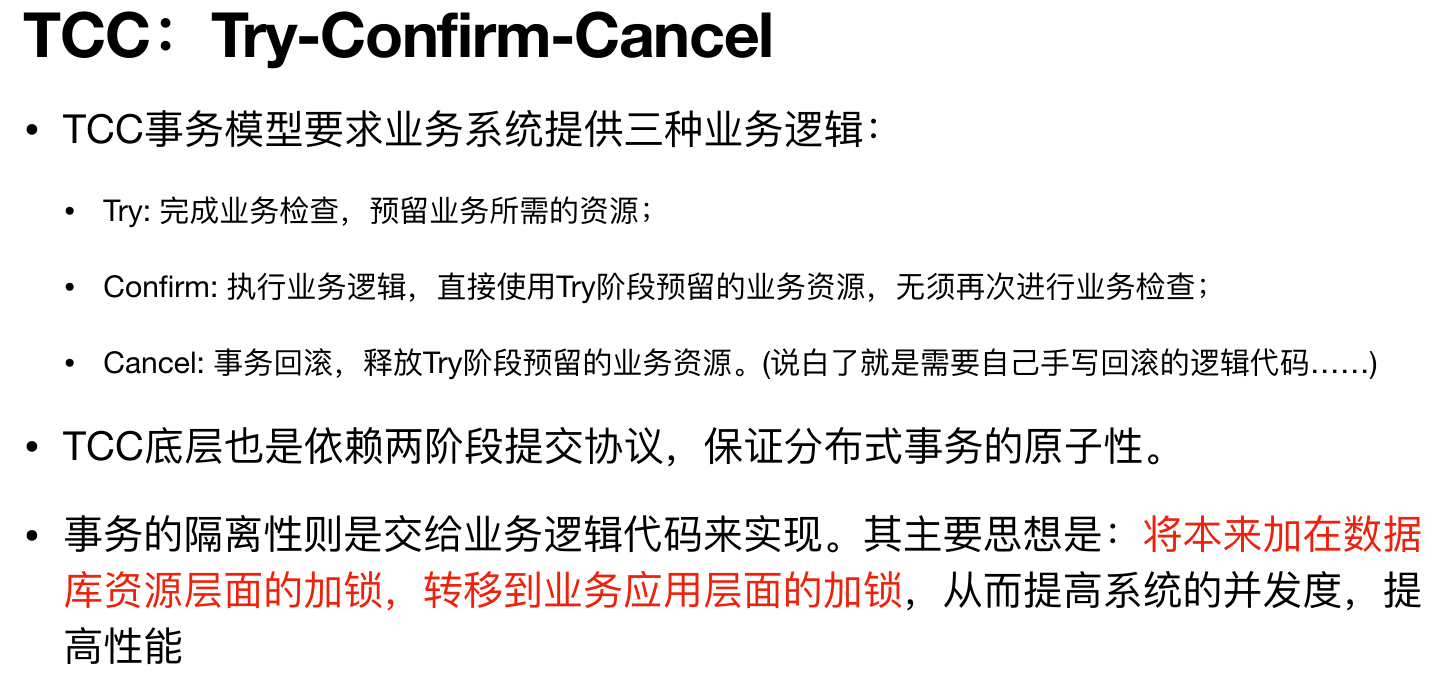 TCC：Try-Confirm-Cancel
• TCC事务模型要求业务系统提供三种业务逻辑：
• Try: 完成业务检查，预留业务所需的资源；
• Confirm: 执行业务逻辑，直接使用Try阶段预留的业务资源，无须再次进行业务检查；
• Cancel: 事务回滚，释放Try阶段预留的业务资源。(说白了就是需要自己手写回滚的逻辑代码……)
• TCC底层也是依赖两阶段提交协议，保证分布式事务的原子性。
• 事务的隔离性则是交给业务逻辑代码来实现。其主要思想是：将本来加在数据
库资源层面的加锁，转移到业务应用层面的加锁，从而提高系统的并发度，提
高性能